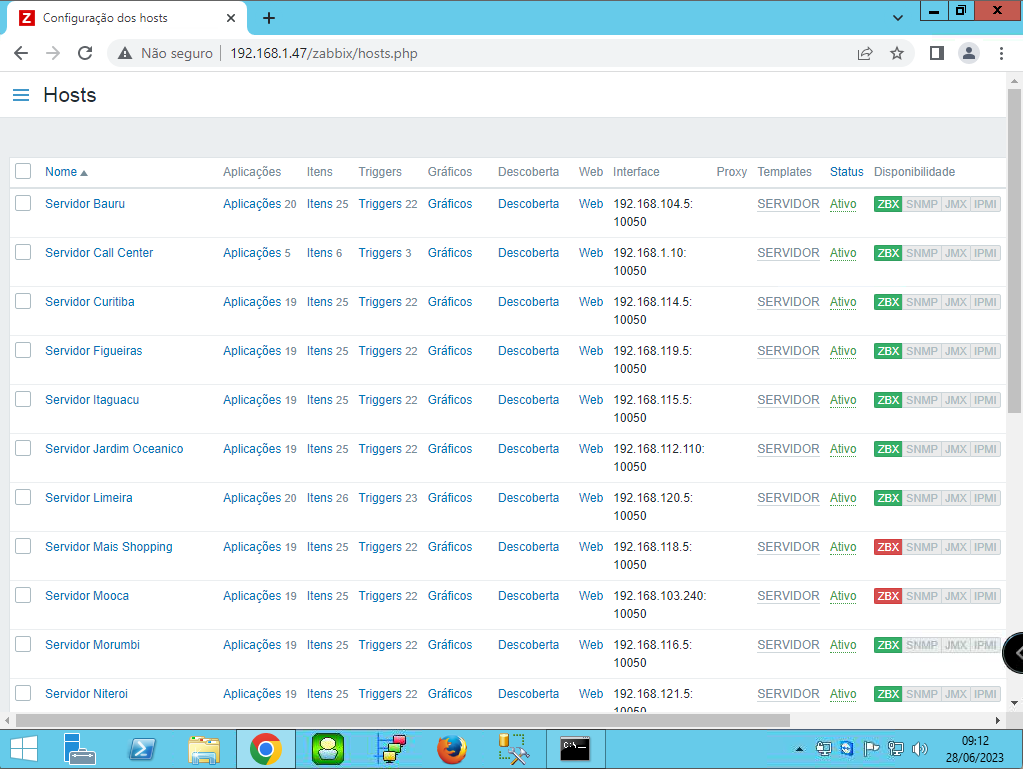 Z Configuração dos hosts
Não seguro 192.168.1.47/zabbix/hosts.php
Hosts
Nome Aplicações Itens Triggers Gráficos Descoberta Web Interface Proxy Templates Status Disponibilidade
Servidor Bauru Aplicações 20 Itens 25 Triggers 22 Gráficos Descoberta Web 192.168.104.5: SERVIDOR Ativo ZBX SNMP JMX IPMI
10050
Servidor Call Center Aplicações 5 Itens 6 Triggers 3 Gráficos Descoberta Web 192.168.1.10: SERVIDOR Ativo ZBX SNMP JMX IPMI
10050
Servidor Curitiba Aplicações 19 Itens 25 Triggers 22 Gráficos Descoberta Web 192.168.114.5: SERVIDOR Ativo ZBX SNMP JMX IPMI
10050
Servidor Figueiras Aplicações 19 Itens 25 Triggers 22 Gráficos Descoberta Web 192.168.119.5: SERVIDOR Ativo ZBX SNMP JMX IPMI
10050
Servidor Itaguacu Aplicações 19 Itens 25 Triggers 22 Gráficos Descoberta Web 192.168.115.5: SERVIDOR Ativo ZBX SNMP JMX IPMI
10050
Servidor Jardim Oceanico Aplicações 19 Itens 25 Triggers 22 Gráficos Descoberta Web 192.168.112.110: SERVIDOR Ativo ZBX SNMP JMX IPMI
10050
Servidor Limeira Aplicações 20 Itens 26 Triggers 23 Gráficos Descoberta Web 192.168.120.5: SERVIDOR Ativo ZBX SNMP JMX IPMI
10050
Servidor Mais Shopping Aplicações 19 Itens 25 Triggers 22 Gráficos Descoberta Web 192.168.118.5: SERVIDOR Ativo ZBX SNMP JMX IPMI
10050
Servidor Mooca Aplicações 19 Itens 25 Triggers 22 Gráficos Descoberta Web 192.168.103.240: SERVIDOR Ativo ZBX SNMP JMX IPMI
10050
Servidor Morumbi Aplicações 19 Itens 25 Triggers 22 Gráficos Descoberta Web 192.168.116.5: SERVIDOR Ativo ZBX SNMP JMX IPMI
10050
Servidor Niteroi Aplicações 19 Itens 25 Triggers 22 Gráficos Descoberta Web 192.168.121.5: SERVIDOR Ativo ZBX SNMP JMX IPMI
10050
09:12
28/06/2023